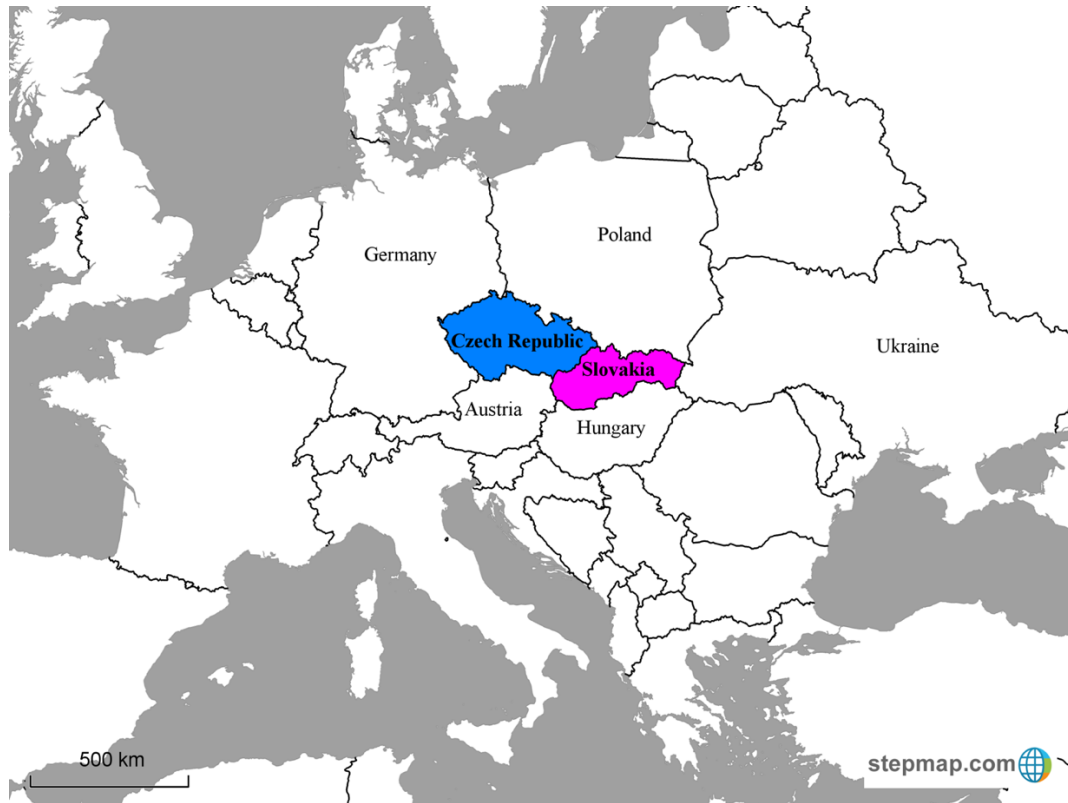 Poland
Germany
Czech Republic
Ukraine
Slovakia
Austria
Hungary
500 km
stepmap.com